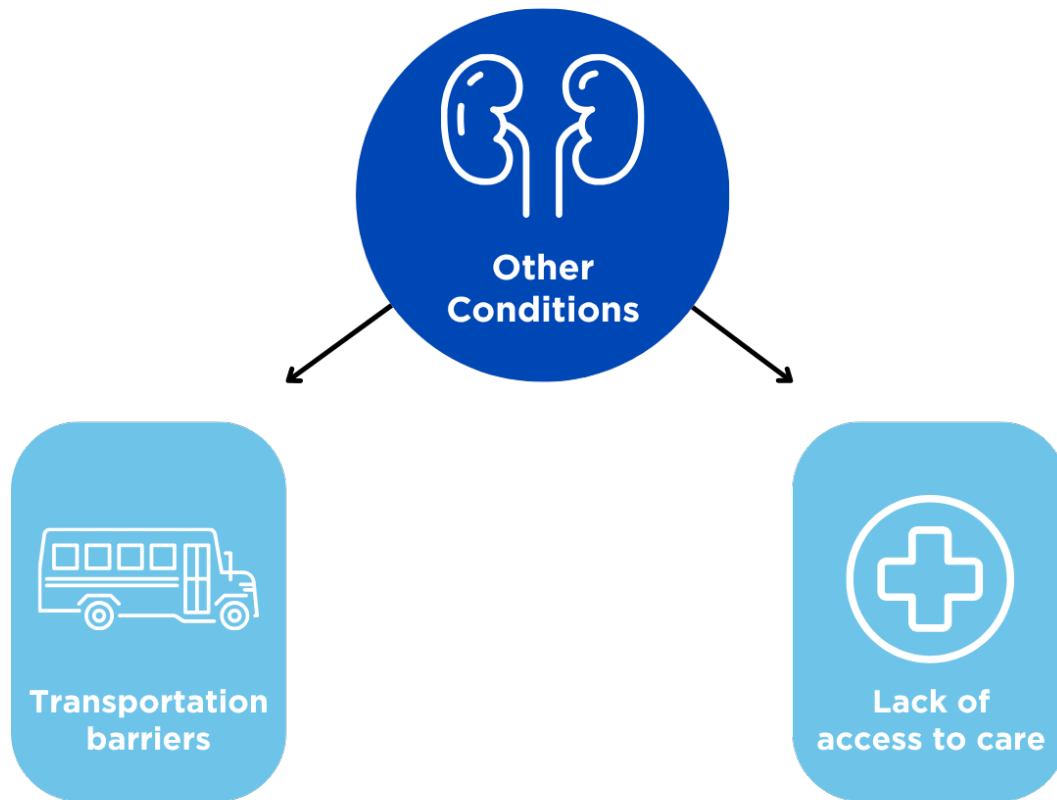 Other
Conditions
Transportation
barriers
Lack of
access to care